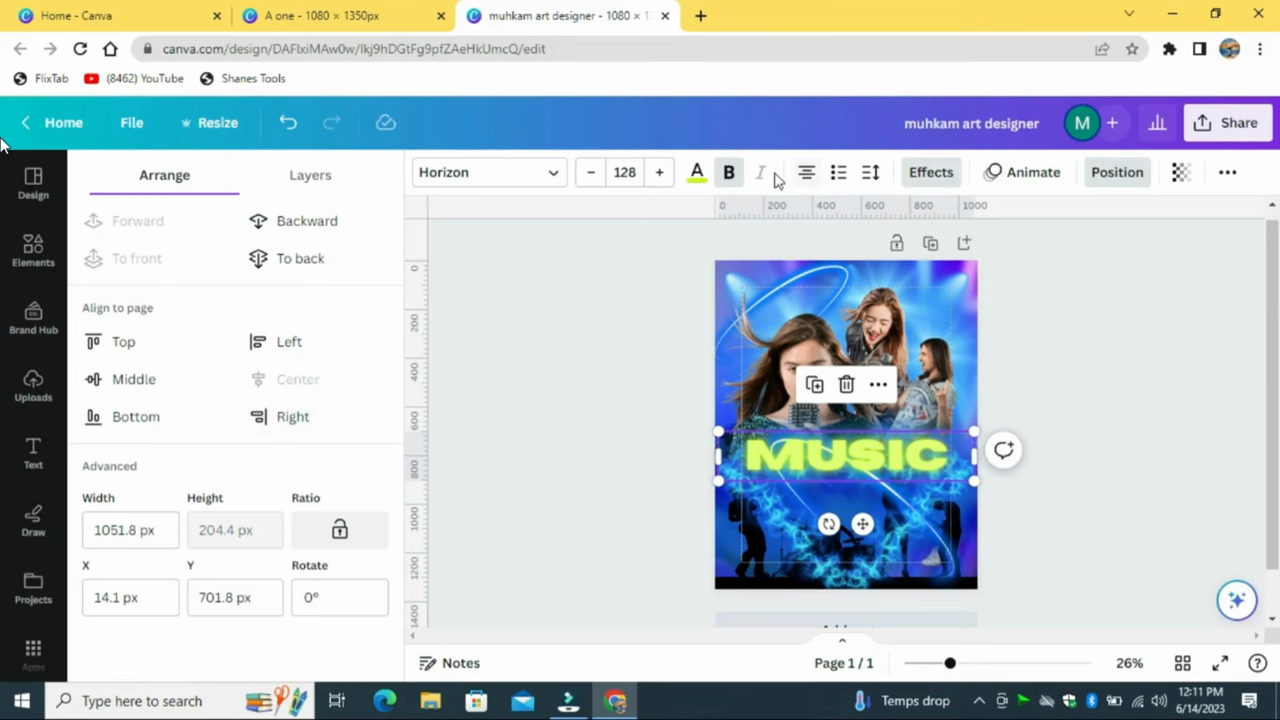 Home - Canva
A one - 1080 × 1350px
muhkam art designer - 1080 × 1
canva.com/design/DAFlxiMAw0w/Ikj9hDGtFg9pfZAeHkUmcQ/edit
FlixTab
(8462) YouTube
Shanes Tools
Home
File
Resize
muhkam art designer
M
Share
Design
Elements
Brand Hub
Uploads
Text
Draw
Projects
Apps
Arrange
Layers
Forward
Backward
To front
To back
Align to page
Top
Left
Middle
Center
Bottom
Right
Advanced
Width
Height
Ratio
1051.8 px
204.4 px
X
Y
Rotate
14.1 px
701.8 px
0°
Horizon
128
A
B
I
Effects
Animate
Position
0 200 400 600 800 1000
0
200
400
600
800
1000
1200
1400
MUSIC
Notes
Page 1 / 1
26%
Type here to search
Temps drop
12:11 PM
6/14/2023